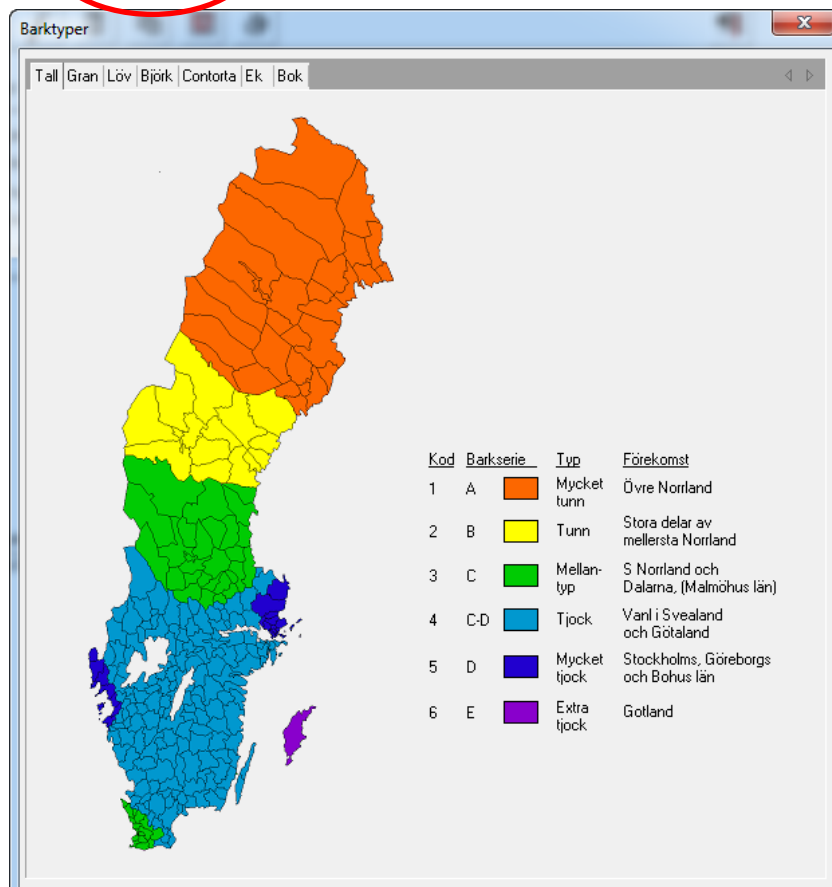 Barktyper
Tall Gran Löv Björk Contorta Ek Bok
Kod Barkserie Typ Förekomst
1 A Mycket tunn Övre Norrland
2 B Tunn Stora delar av mellersta Norrland
3 C Mellan-typ S Norrland och Dalarna, (Malmöhus län)
4 C-D Tjock Vanl i Svealand och Götaland
5 D Mycket tjock Stockholms, Göreborgs och Bohus län
6 E Extra tjock Gotland